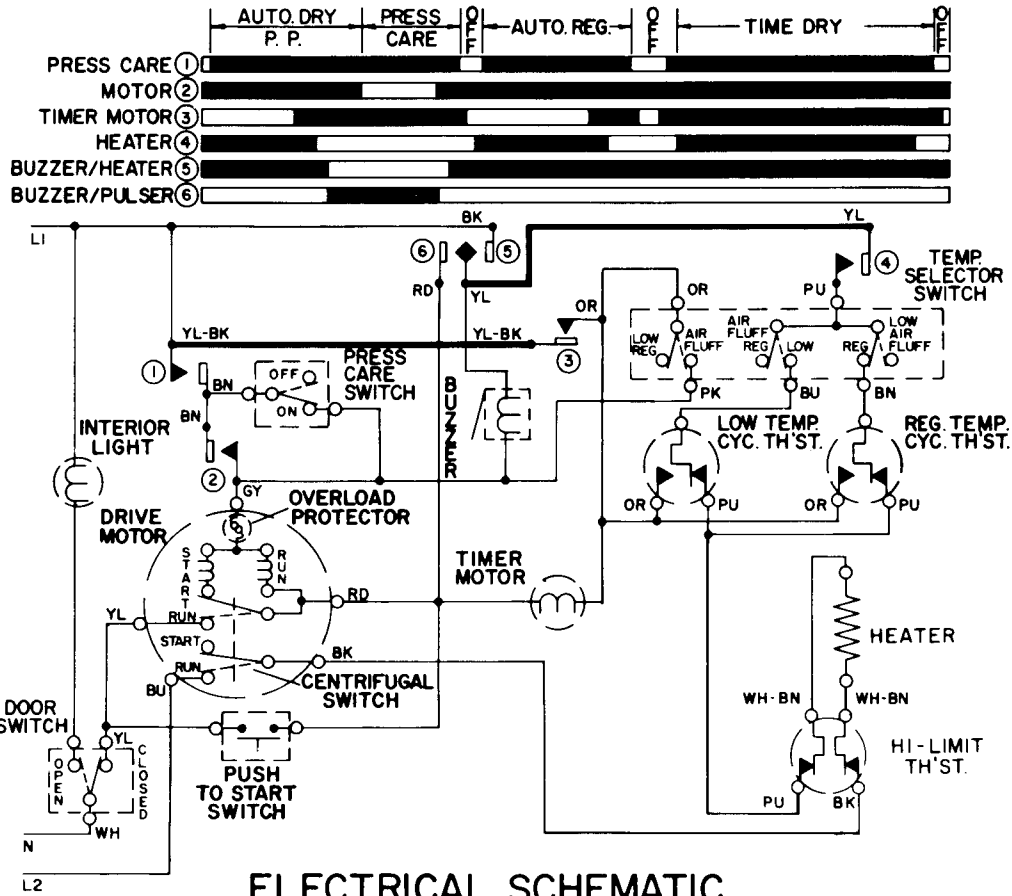 AUTO. DRY P. P.
PRESS CARE
OFF
AUTO. REG.
OFF
TIME DRY
OFF
PRESS CARE ①
MOTOR ②
TIMER MOTOR ③
HEATER ④
BUZZER/HEATER ⑤
BUZZER/PULSER ⑥
L1
BK
YL
⑥
⑤
④
TEMP. SELECTOR SWITCH
RD
YL
OR
OR
PU
YL-BK
YL-BK
③
LOW REG
AIR FLUFF
AIR FLUFF REG
LOW
REG
LOW AIR FLUFF
①
BN
OFF
ON
PRESS CARE SWITCH
BUZZER
PK
BU
BN
BN
INTERIOR LIGHT
LOW TEMP. CYC. TH'ST.
REG. TEMP. CYC. TH'ST.
②
GY
OVERLOAD PROTECTOR
OR
PU
OR
PU
DRIVE MOTOR
START
RUN
TIMER MOTOR
RD
YL
RUN
HEATER
START
BK
RUN
BU
CENTRIFUGAL SWITCH
WH-BN
WH-BN
DOOR SWITCH
YL
OPEN
CLOSED
PUSH TO START SWITCH
HI-LIMIT TH'ST.
PU
BK
WH
N
L2
ELECTRICAL SCHEMATIC